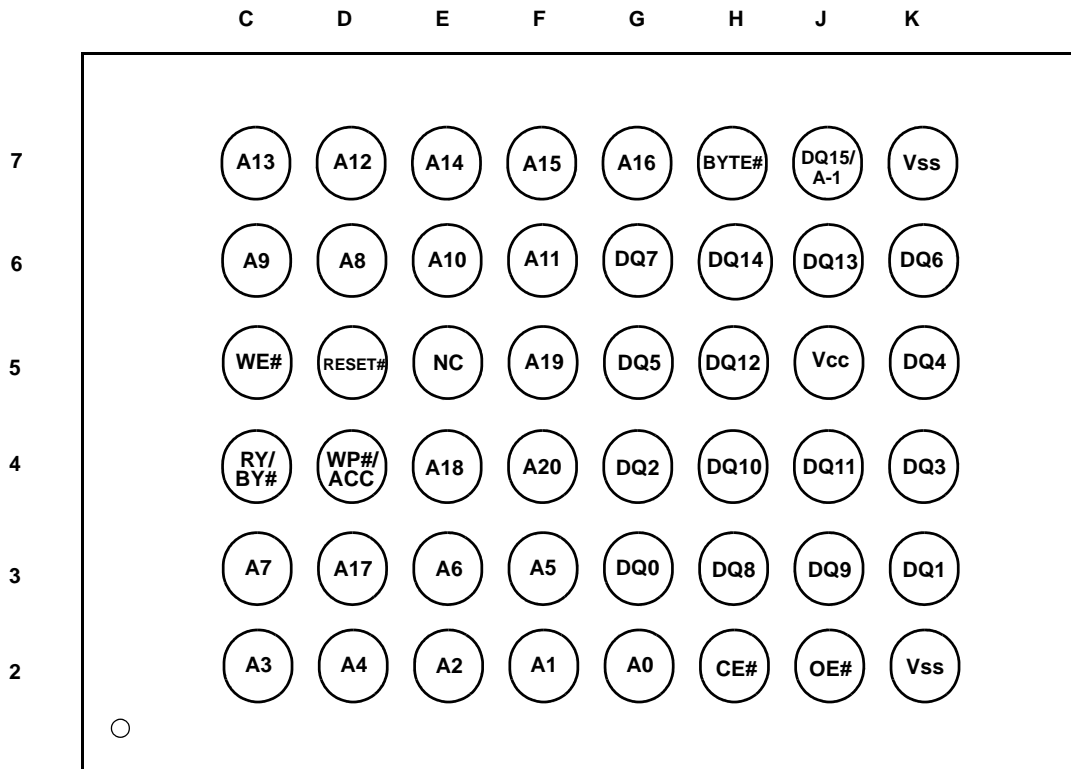 C D E F G H J K
7 A13 A12 A14 A15 A16 BYTE# DQ15/ A-1 Vss
6 A9 A8 A10 A11 DQ7 DQ14 DQ13 DQ6
5 WE# RESET# NC A19 DQ5 DQ12 Vcc DQ4
4 RY/ BY# WP#/ ACC A18 A20 DQ2 DQ10 DQ11 DQ3
3 A7 A17 A6 A5 DQ0 DQ8 DQ9 DQ1
2 A3 A4 A2 A1 A0 CE# OE# Vss